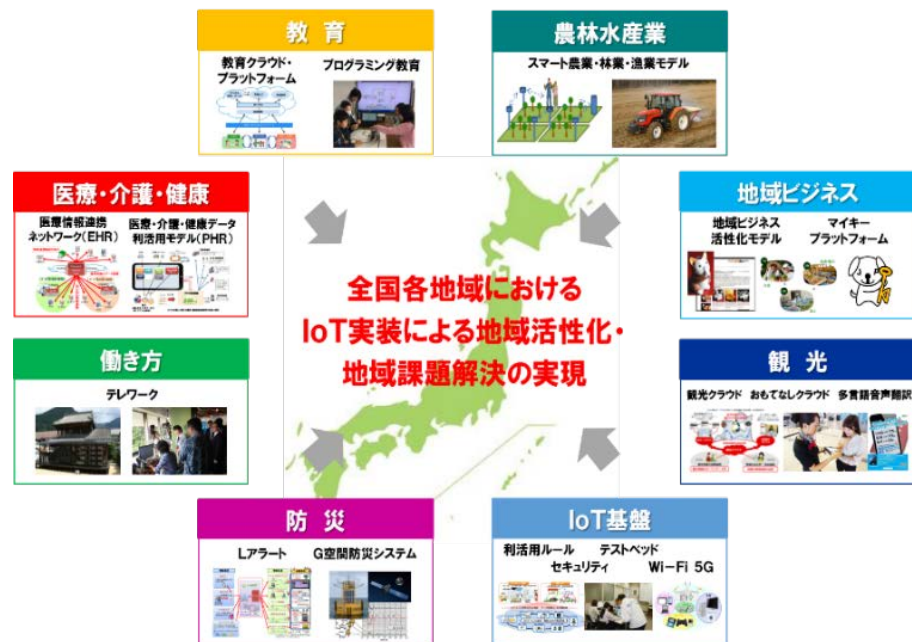 教育
教育クラウド・
プラットフォーム
プログラミング教育
農林水産業
スマート農業・林業・漁業モデル
医療・介護・健康
医療情報連携
ネットワーク(EHR)
医療・介護・健康データ
利活用モデル(PHR)
地域ビジネス
地域ビジネス
活性化モデル
マイキー
プラットフォーム
全国各地域における
IoT実装による地域活性化・
地域課題解決の実現
働き方
テレワーク
観光
観光クラウド おもてなしクラウド 多言語音声翻訳
防災
Lアラート
G空間防災システム
IoT基盤
利活用ルール テストベッド
セキュリティ Wi-Fi 5G